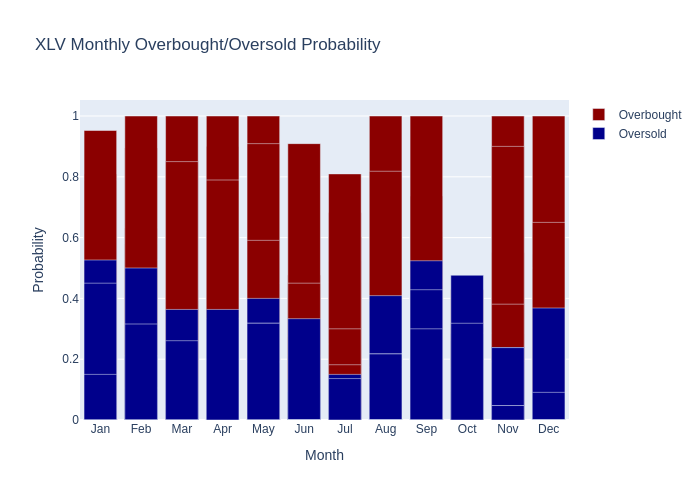 XLV Monthly Overbought/Oversold Probability
Overbought
Oversold
Probability
1
0.8
0.6
0.4
0.2
0
Jan Feb Mar Apr May Jun Jul Aug Sep Oct Nov Dec
Month